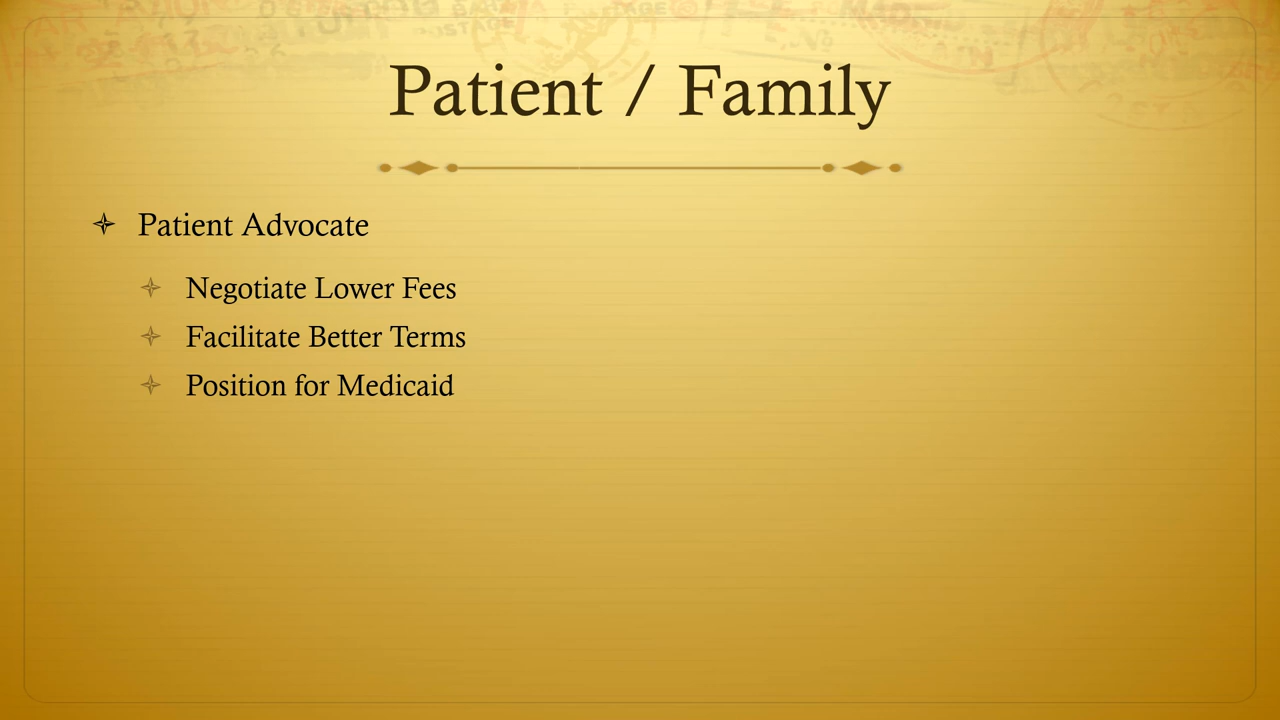 Patient / Family
Patient Advocate
Negotiate Lower Fees
Facilitate Better Terms
Position for Medicaid